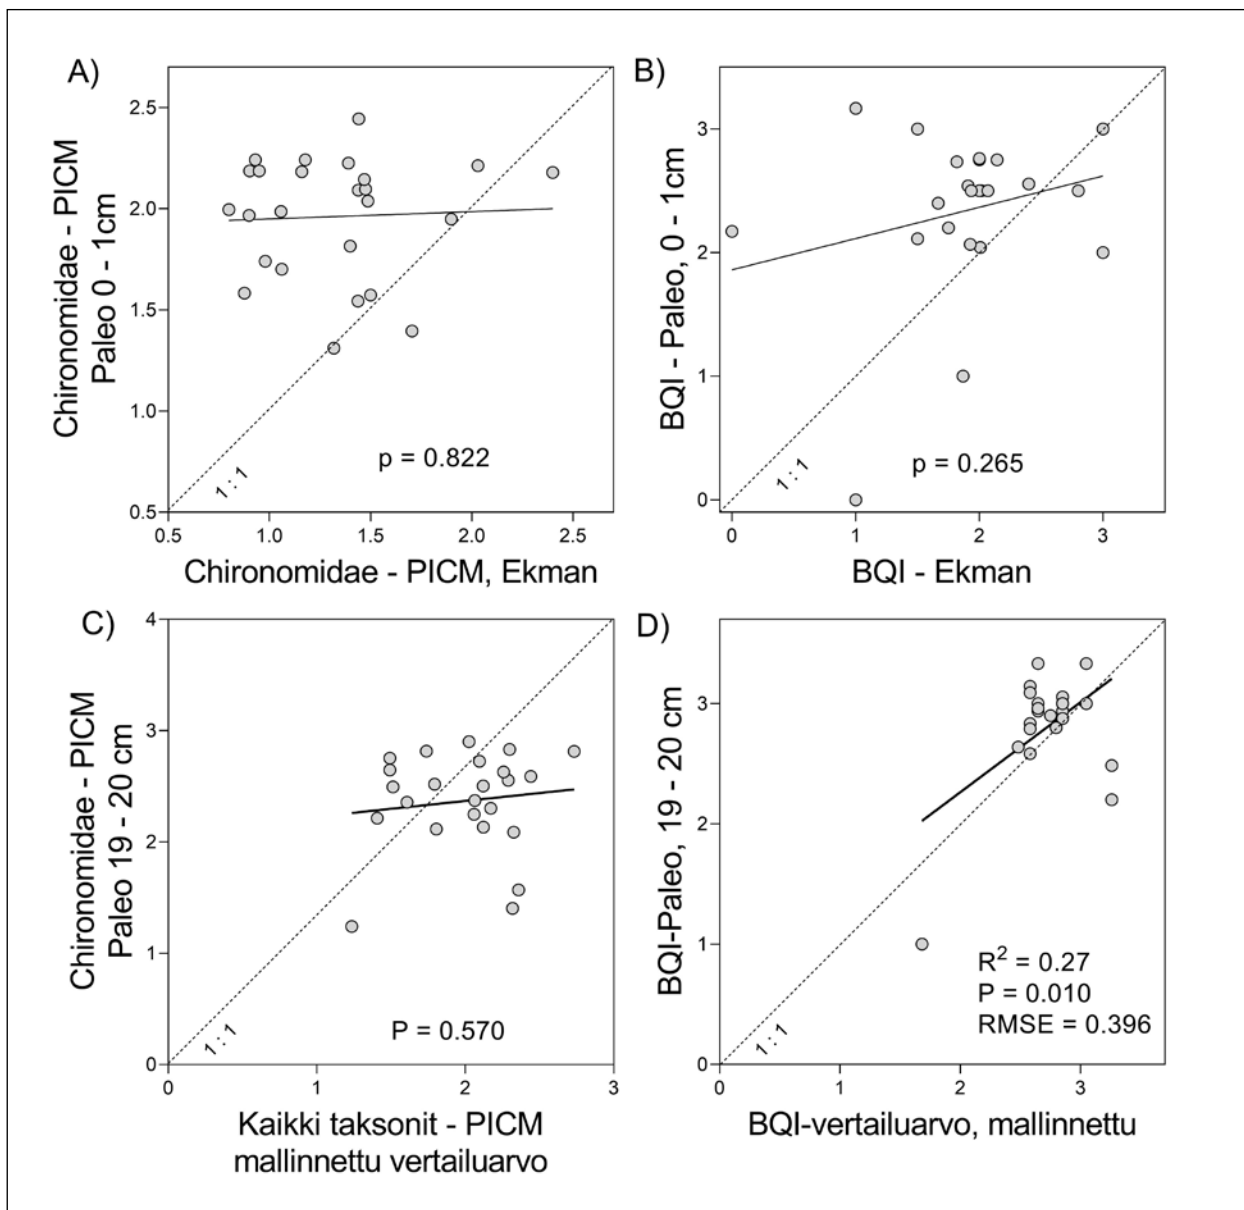 A)
Chironomidae - PICM
Paleo 0 - 1cm
2.5
2.0
1.5
1.0
0.5
0.5
1.0
1.5
2.0
2.5
1 : 1
p = 0.822
Chironomidae - PICM, Ekman
B)
BQI - Paleo, 0 - 1cm
3
2
1
0
0
1
2
3
1 : 1
p = 0.265
BQI - Ekman
C)
Chironomidae - PICM
Paleo 19 - 20 cm
4
3
2
1
0
0
1
2
3
1 : 1
P = 0.570
Kaikki taksonit - PICM
mallinnettu vertailuarvo
D)
BQI-Paleo, 19 - 20 cm
3
2
1
0
0
1
2
3
1 : 1
R² = 0.27
P = 0.010
RMSE = 0.396
BQI-vertailuarvo, mallinnettu